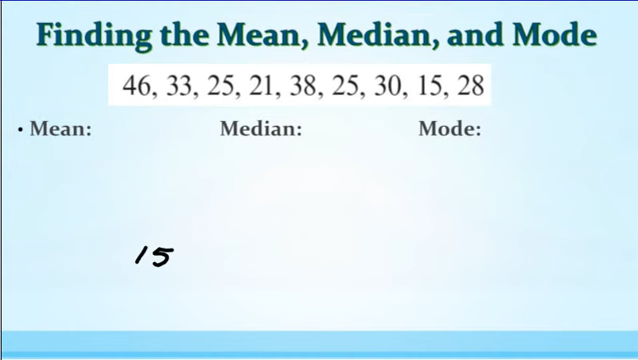 Finding the Mean, Median, and Mode
46, 33, 25, 21, 38, 25, 30, 15, 28
• Mean: Median: Mode:
15